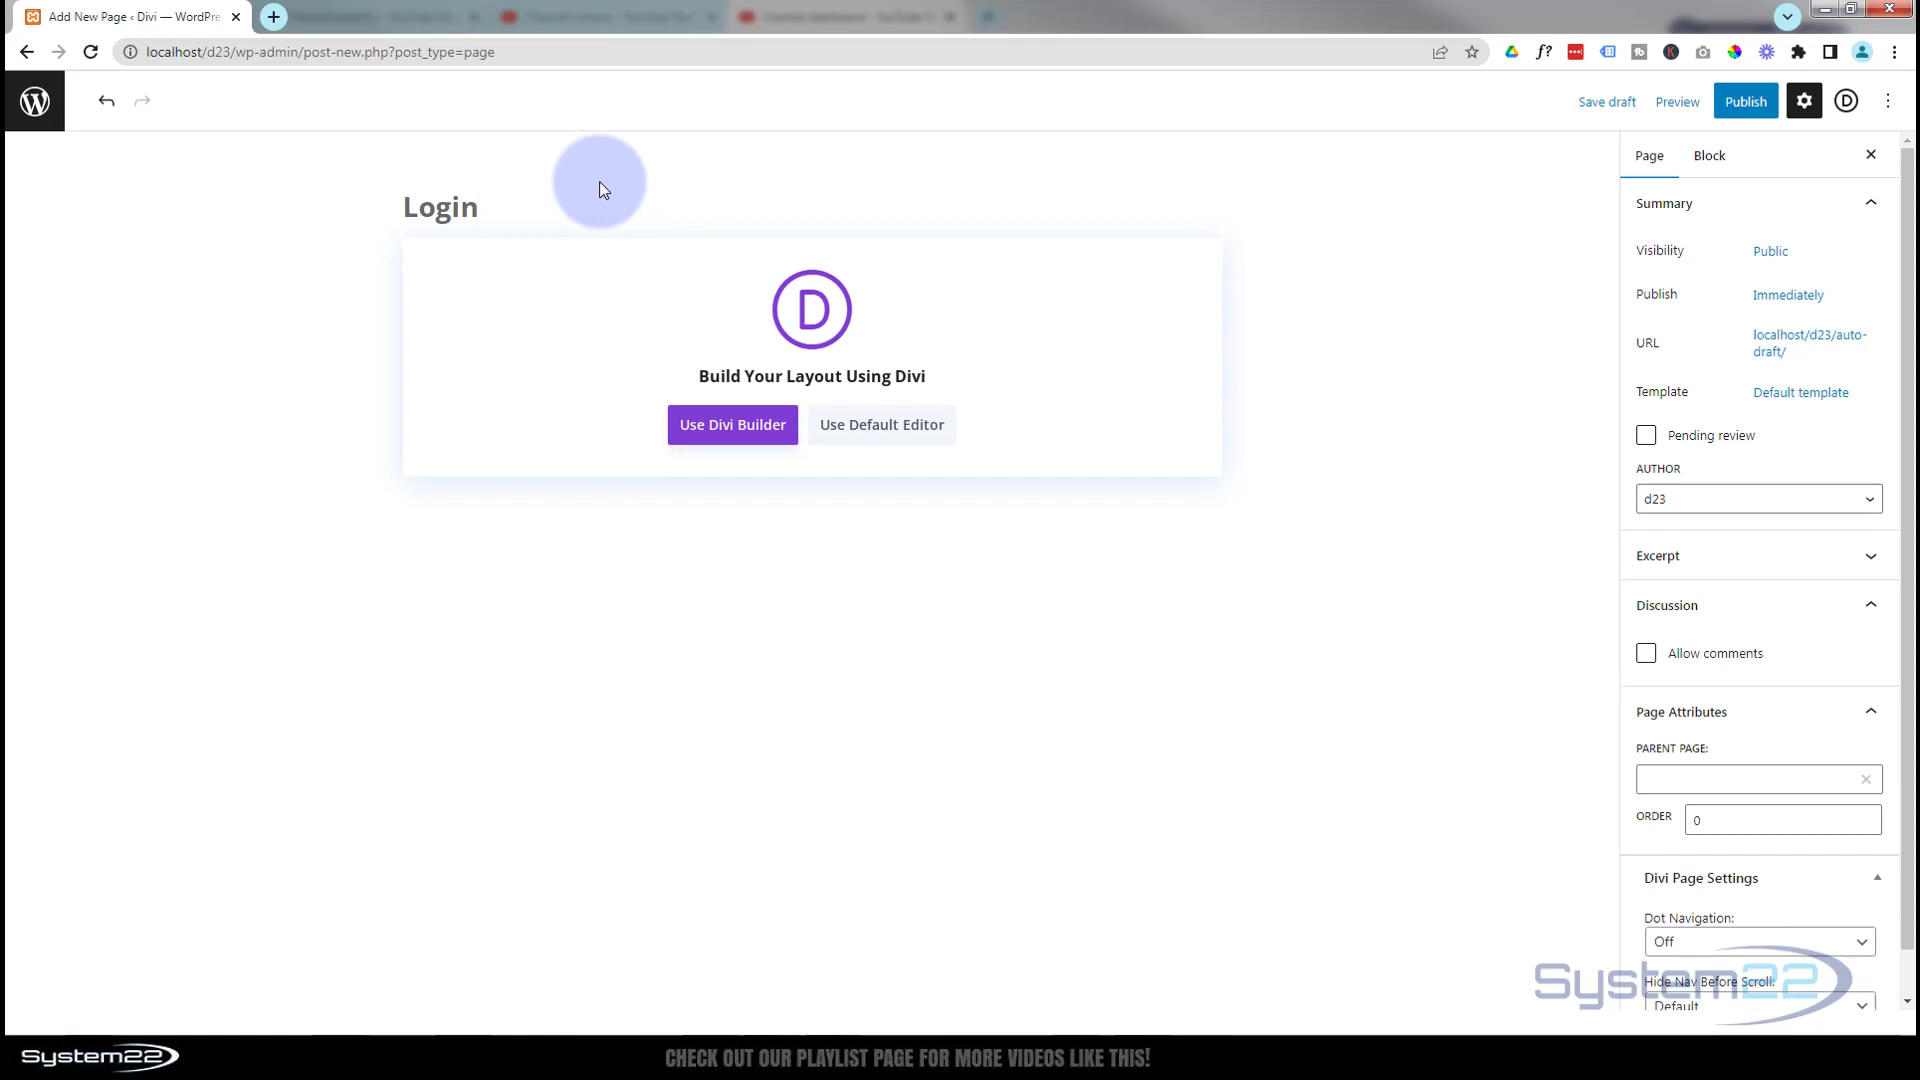 Add New Page ‹ Divi — WordPre
localhost/d23/wp-admin/post-new.php?post_type=page
Save draft
Preview
Publish
Login
D
Build Your Layout Using Divi
Use Divi Builder
Use Default Editor
Page
Block
Summary
Visibility
Public
Publish
Immediately
URL
localhost/d23/auto-
draft/
Template
Default template
Pending review
AUTHOR
d23
Excerpt
Discussion
Allow comments
Page Attributes
PARENT PAGE:
ORDER
0
Divi Page Settings
Dot Navigation:
Off
Hide Nav Before Scroll:
Default
System22
System22
CHECK OUT OUR PLAYLIST PAGE FOR MORE VIDEOS LIKE THIS!